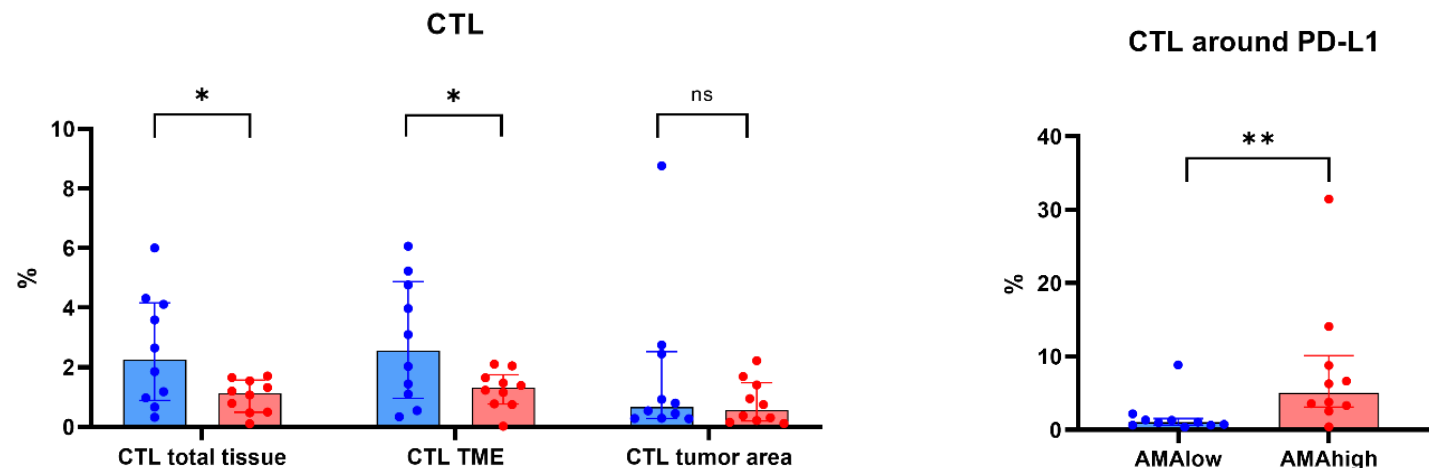 CTL
CTL around PD-L1
* * ns
**
%
10
8
6
4
2
0
CTL total tissue CTL TME CTL tumor area
%
40
30
20
10
0
AMAlow AMAhigh